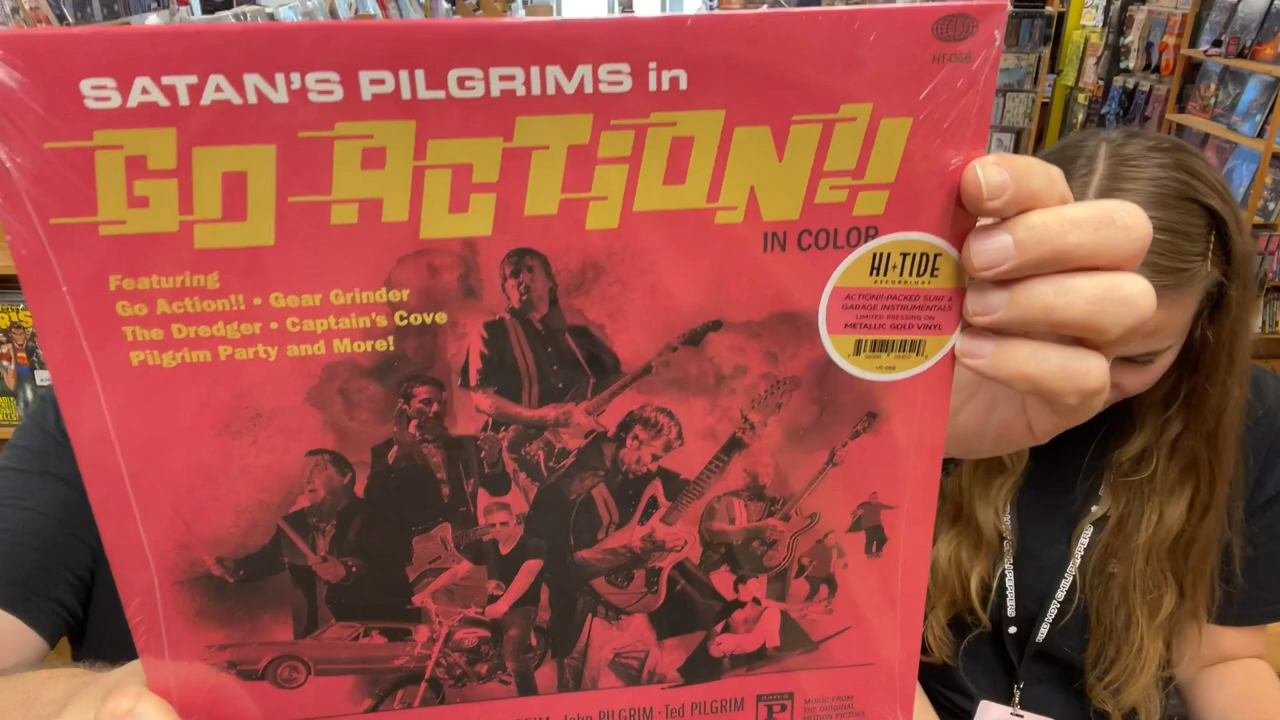 SATAN'S PILGRIMS in
GO ACTION!!
IN COLOR
HT-066
Featuring
Go Action!! • Gear Grinder
The Dredger • Captain's Cove
Pilgrim Party and More!
HI-TIDE
RECORDINGS
ACTION!!-PACKED SURF &
GARAGE INSTRUMENTALS
LIMITED PRESSING ON
METALLIC GOLD VINYL
John PILGRIM · Ted PILGRIM
RATED
P
MUSIC FROM
THE ORIGINAL
MOTION PICTURE
RED HOT CHILI PEPPERS